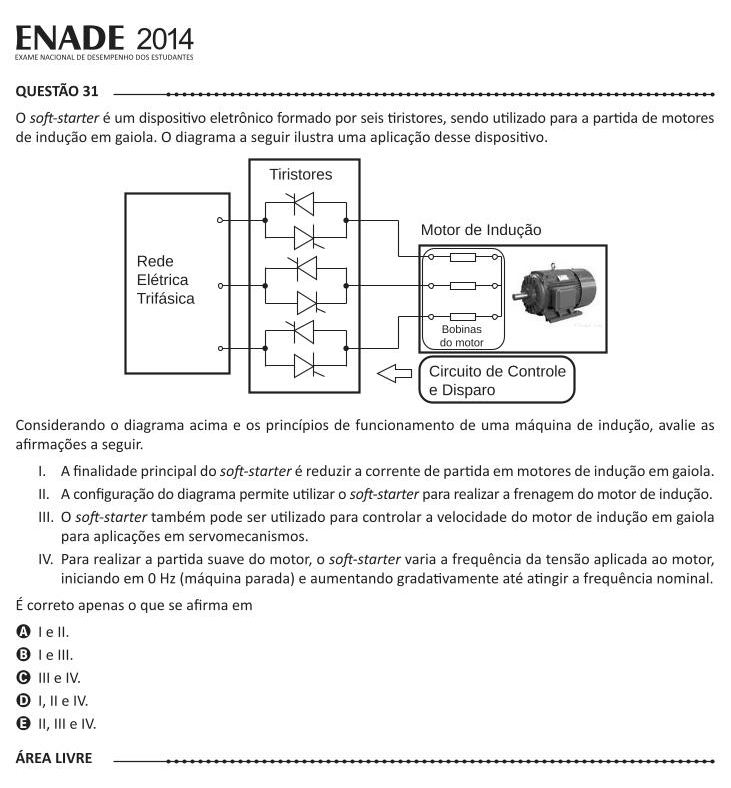 ENADE 2014
EXAME NACIONAL DE DESEMPENHO DOS ESTUDANTES
QUESTÃO 31
O soft-starter é um dispositivo eletrônico formado por seis tiristores, sendo utilizado para a partida de motores
de indução em gaiola. O diagrama a seguir ilustra uma aplicação desse dispositivo.
Tiristores
Motor de Indução
Rede
Elétrica
Trifásica
Bobinas
do motor
Circuito de Controle
e Disparo
Considerando o diagrama acima e os princípios de funcionamento de uma máquina de indução, avalie as
afirmações a seguir.
I. A finalidade principal do soft-starter é reduzir a corrente de partida em motores de indução em gaiola.
II. A configuração do diagrama permite utilizar o soft-starter para realizar a frenagem do motor de indução.
III. O soft-starter também pode ser utilizado para controlar a velocidade do motor de indução em gaiola
para aplicações em servomecanismos.
IV. Para realizar a partida suave do motor, o soft-starter varia a frequência da tensão aplicada ao motor,
iniciando em 0 Hz (máquina parada) e aumentando gradativamente até atingir a frequência nominal.
É correto apenas o que se afirma em
A I e II.
B I e III.
C III e IV.
D I, II e IV.
E II, III e IV.
ÁREA LIVRE